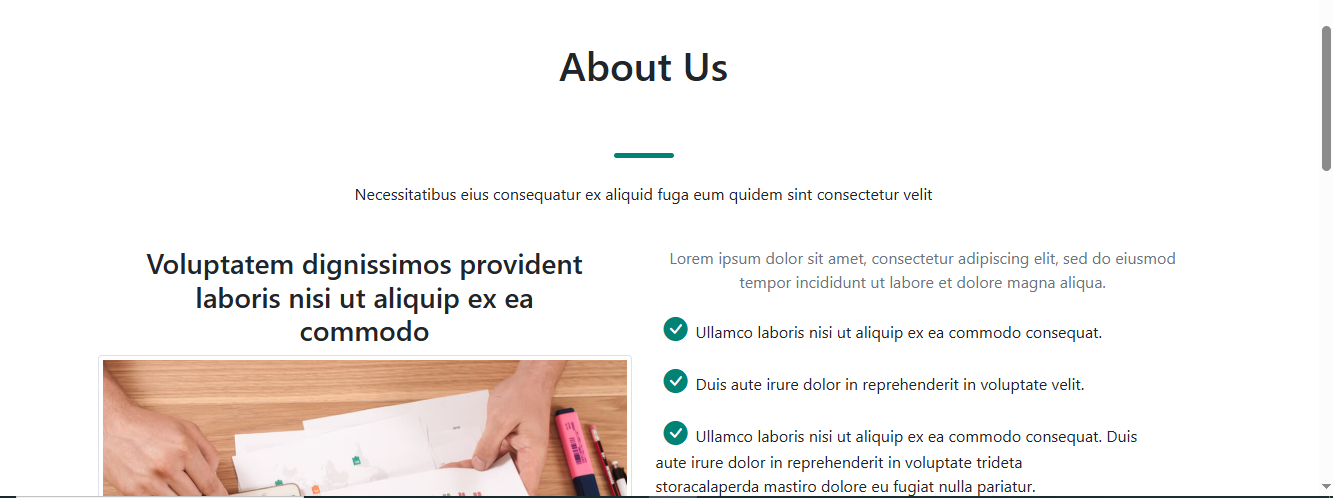 About Us
Necessitatibus eius consequatur ex aliquid fuga eum quidem sint consectetur velit
Voluptatem dignissimos provident
laboris nisi ut aliquip ex ea
commodo
Lorem ipsum dolor sit amet, consectetur adipiscing elit, sed do eiusmod
tempor incididunt ut labore et dolore magna aliqua.
Ullamco laboris nisi ut aliquip ex ea commodo consequat.
Duis aute irure dolor in reprehenderit in voluptate velit.
Ullamco laboris nisi ut aliquip ex ea commodo consequat. Duis
aute irure dolor in reprehenderit in voluptate trideta
storacalaperda mastiro dolore eu fugiat nulla pariatur.